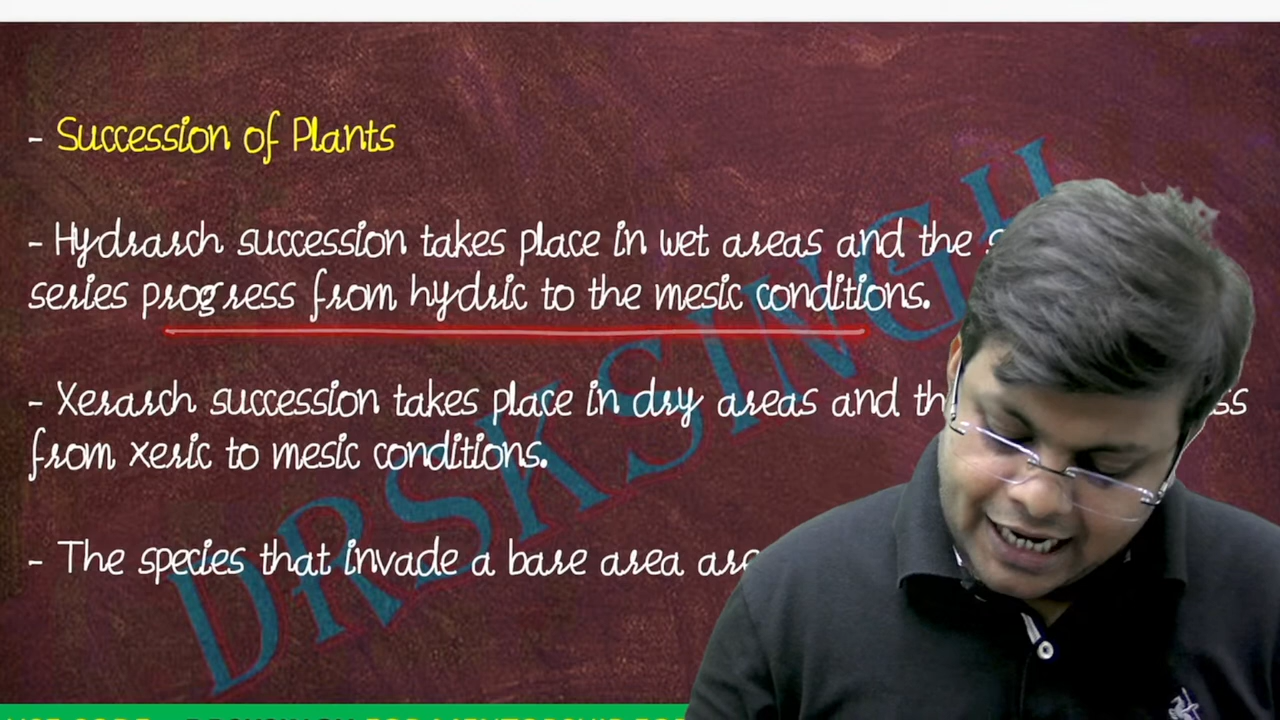 - Succession of Plants
- Hydrarch succession takes place in wet areas and the
series progress from hydric to the mesic conditions.
- Xerarch succession takes place in dry areas and
from xeric to mesic conditions.
- The species that invade a bare area are
DRSKSINGH